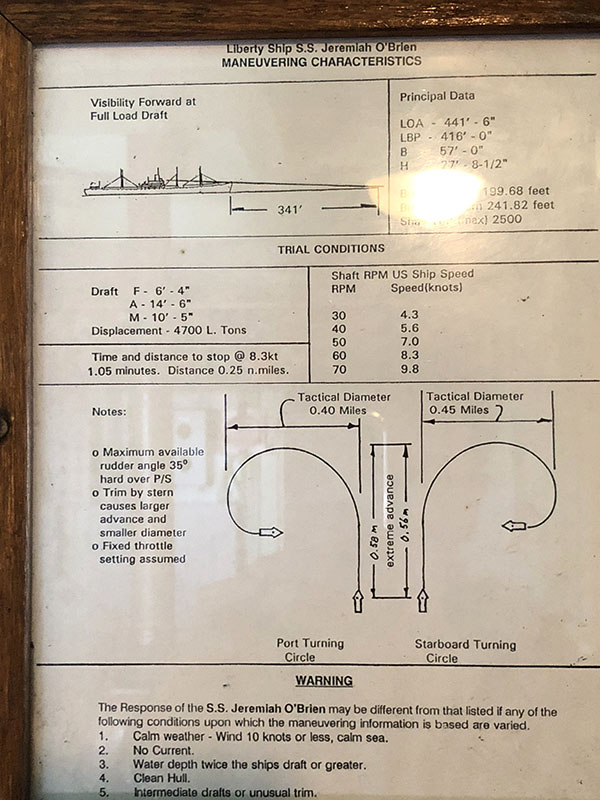 Liberty Ship S.S. Jeremiah O'Brien
MANEUVERING CHARACTERISTICS
Visibility Forward at
Full Load Draft
341'
Principal Data
LOA - 441' - 6"
LBP - 416' - 0"
B 57' - 0"
H 27' - 8-1/2"
199.68 feet
241.82 feet
2500
TRIAL CONDITIONS
Draft F - 6' - 4"
A - 14' - 6"
M - 10' - 5"
Displacement - 4700 L. Tons
Time and distance to stop @ 8.3kt
1.05 minutes. Distance 0.25 n.miles.
Shaft RPM US Ship Speed
RPM Speed(knots)
30 4.3
40 5.6
50 7.0
60 8.3
70 9.8
Notes:
o Maximum available
rudder angle 35°
hard over P/S
o Trim by stern
causes larger
advance and
smaller diameter
o Fixed throttle
setting assumed
Tactical Diameter
0.40 Miles
Tactical Diameter
0.45 Miles
0.58 m
extreme advance
0.56 m
Port Turning
Circle
Starboard Turning
Circle
WARNING
The Response of the S.S. Jeremiah O'Brien may be different from that listed if any of the
following conditions upon which the maneuvering information is based are varied.
1. Calm weather - Wind 10 knots or less, calm sea.
2. No Current.
3. Water depth twice the ships draft or greater.
4. Clean Hull.
5. Intermediate drafts or unusual trim.